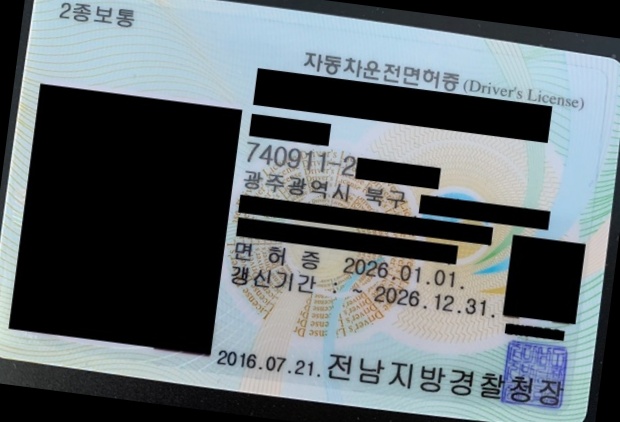 2종보통
자동차운전면허증 (Driver's License)
740911-2
광주광역시 북구
면 허 증 2026.01.01.
갱신기간 : ~ 2026.12.31.
2016.07.21. 전남지방경찰청장